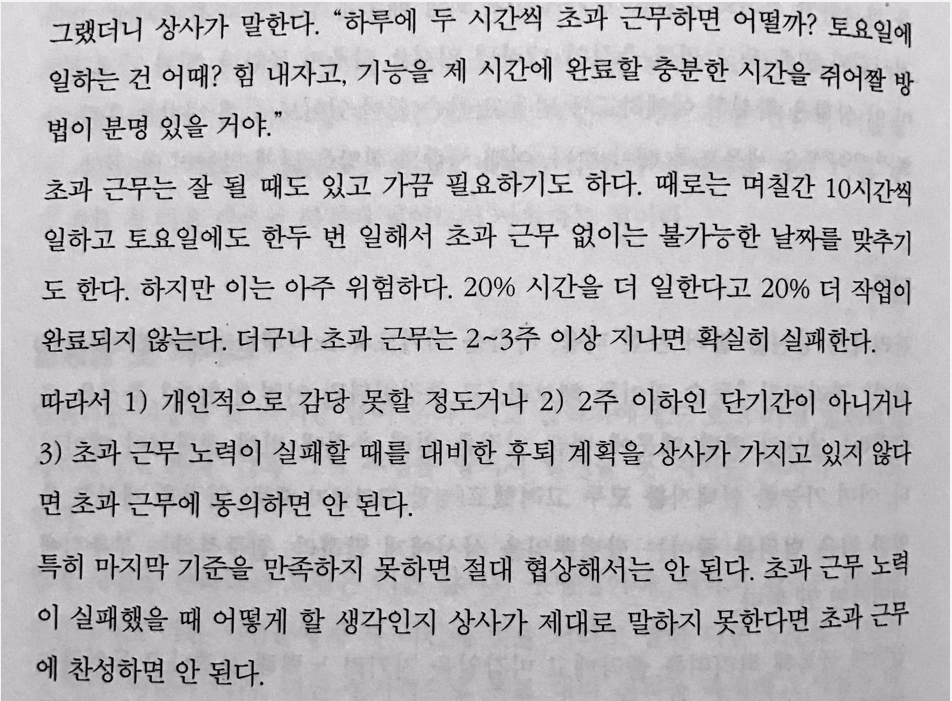 그랬더니 상사가 말한다. “하루에 두 시간씩 초과 근무하면 어떨까? 토요일에
일하는 건 어때? 힘 내자고, 기능을 제 시간에 완료할 충분한 시간을 쥐어짤 방
법이 분명 있을 거야.”
초과 근무는 잘 될 때도 있고 가끔 필요하기도 하다. 때로는 며칠간 10시간씩
일하고 토요일에도 한두 번 일해서 초과 근무 없이는 불가능한 날짜를 맞추기
도 한다. 하지만 이는 아주 위험하다. 20% 시간을 더 일한다고 20% 더 작업이
완료되지 않는다. 더구나 초과 근무는 2~3주 이상 지나면 확실히 실패한다.
따라서 1) 개인적으로 감당 못할 정도거나 2) 2주 이하인 단기간이 아니거나
3) 초과 근무 노력이 실패할 때를 대비한 후퇴 계획을 상사가 가지고 있지 않다
면 초과 근무에 동의하면 안 된다.
특히 마지막 기준을 만족하지 못하면 절대 협상해서는 안 된다. 초과 근무 노력
이 실패했을 때 어떻게 할 생각인지 상사가 제대로 말하지 못한다면 초과 근무
에 찬성하면 안 된다.